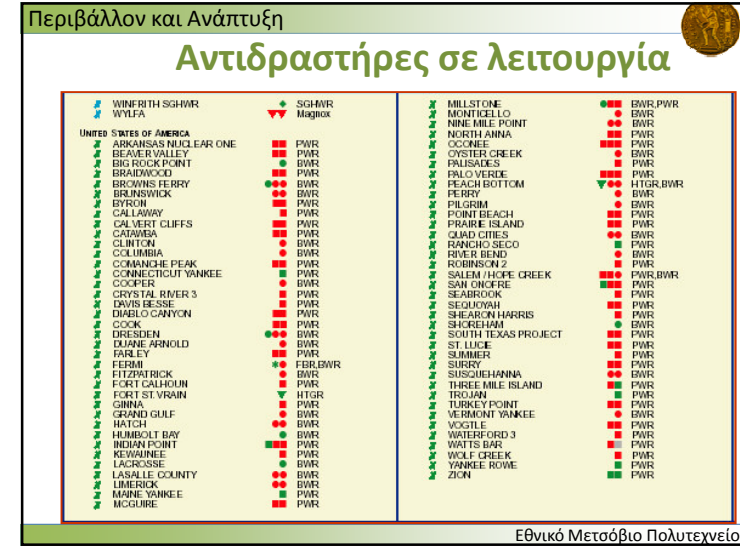 Περιβάλλον και Ανάπτυξη
Αντιδραστήρες σε λειτουργία
WINFRITH SGHWR SGHWR
WYLFA Magnox
UNITED STATES OF AMERICA
ARKANSAS NUCLEAR ONE PWR
BEAVER VALLEY PWR
BIG ROCK POINT BWR
BRAIDWOOD PWR
BROWNS FERRY BWR
BRUNSWICK BWR
BYRON PWR
CALLAWAY PWR
CALVERT CLIFFS PWR
CATAWBA PWR
CLINTON BWR
COLUMBIA BWR
COMANCHE PEAK PWR
CONNECTICUT YANKEE PWR
COOPER BWR
CRYSTAL RIVER 3 PWR
DAVIS BESSE PWR
DIABLO CANYON PWR
COOK PWR
DRESDEN BWR
DUANE ARNOLD BWR
FARLEY PWR
FERMI FBR,BWR
FITZPATRICK BWR
FORT CALHOUN PWR
FORT ST. VRAIN HTGR
GINNA PWR
GRAND GULF BWR
HATCH BWR
HUMBOLT BAY BWR
INDIAN POINT PWR
KEWAUNEE PWR
LACROSSE BWR
LASALLE COUNTY BWR
LIMERICK BWR
MAINE YANKEE PWR
MCGUIRE PWR
MILLSTONE BWR,PWR
MONTICELLO BWR
NINE MILE POINT BWR
NORTH ANNA PWR
OCONEE PWR
OYSTER CREEK BWR
PALISADES PWR
PALO VERDE PWR
PEACH BOTTOM HTGR,BWR
PERRY BWR
PILGRIM BWR
POINT BEACH PWR
PRAIRIE ISLAND PWR
QUAD CITIES BWR
RANCHO SECO PWR
RIVER BEND BWR
ROBINSON 2 PWR
SALEM / HOPE CREEK PWR,BWR
SAN ONOFRE PWR
SEABROOK PWR
SEQUOYAH PWR
SHEARON HARRIS PWR
SHOREHAM BWR
SOUTH TEXAS PROJECT PWR
ST. LUCIE PWR
SUMMER PWR
SURRY PWR
SUSQUEHANNA BWR
THREE MILE ISLAND PWR
TROJAN PWR
TURKEY POINT PWR
VERMONT YANKEE BWR
VOGTLE PWR
WATERFORD 3 PWR
WATTS BAR PWR
WOLF CREEK PWR
YANKEE ROWE PWR
ZION PWR
Εθνικό Μετσόβιο Πολυτεχνείο